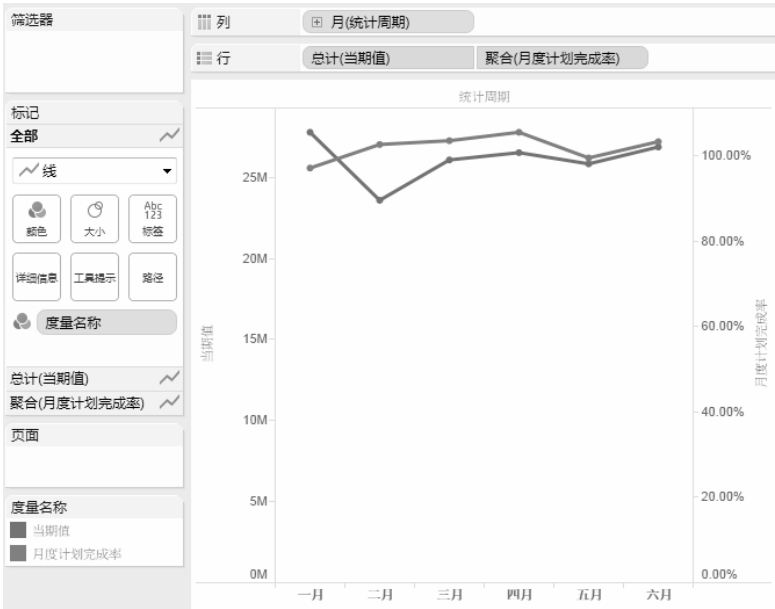 筛选器
标记
全部
线
颜色
大小
Abc
123
标签
详细信息
工具提示
路径
度量名称
总计(当期值)
聚合(月度计划完成率)
页面
度量名称
当期值
月度计划完成率
列
月(统计周期)
行
总计(当期值)
聚合(月度计划完成率)
统计周期
当期值
25M
20M
15M
10M
5M
0M
100.00%
80.00%
60.00%
40.00%
20.00%
0.00%
月度计划完成率
一月
二月
三月
四月
五月
六月